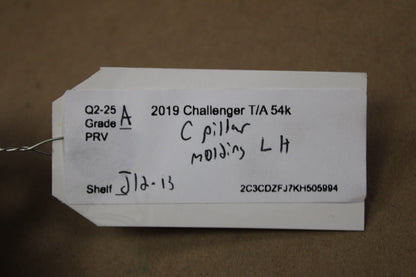 Q2-25
Grade A
PRV
2019 Challenger T/A 54k
C pillar
molding LH
Shelf J12-13
2C3CDZFJ7KH505994